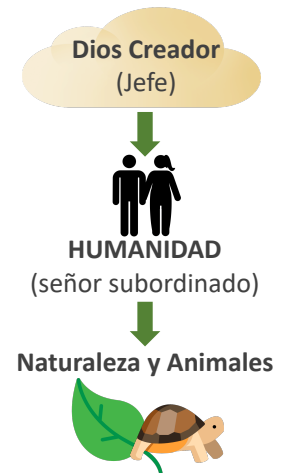 Dios Creador
(Jefe)
HUMANIDAD
(señor subordinado)
Naturaleza y Animales